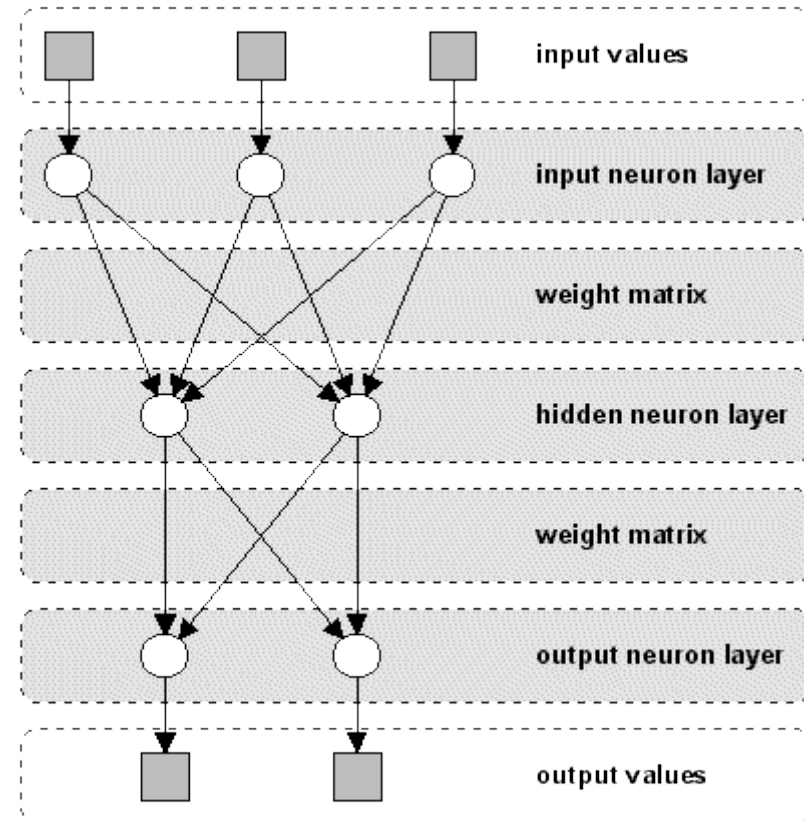 input values
input neuron layer
weight matrix
hidden neuron layer
weight matrix
output neuron layer
output values